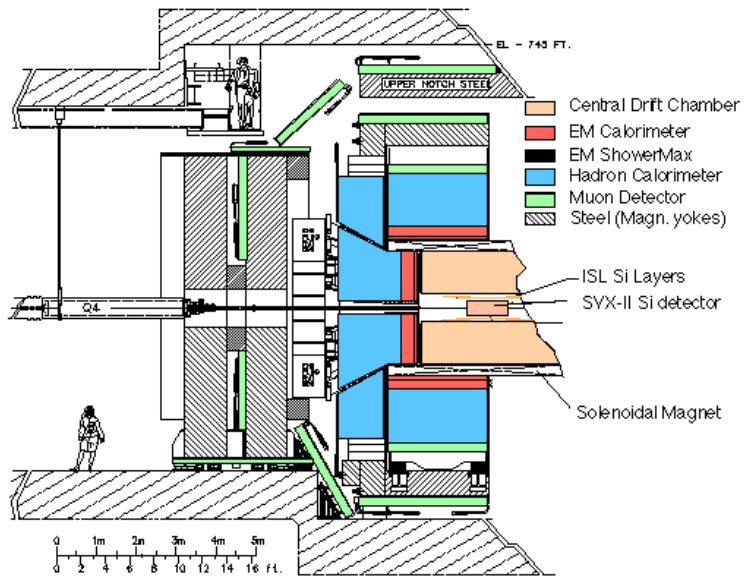 EL - 745 FT.
UPPER NOTCH STEEL
Central Drift Chamber
EM Calorimeter
EM ShowerMax
Hadron Calorimeter
Muon Detector
Steel (Magn. yokes)
ISL Si Layers
SVX-II Si detector
Q4
Solenoidal Magnet
0 1m 2m 3m 4m 5m
0 2 4 6 8 10 12 14 16 ft.